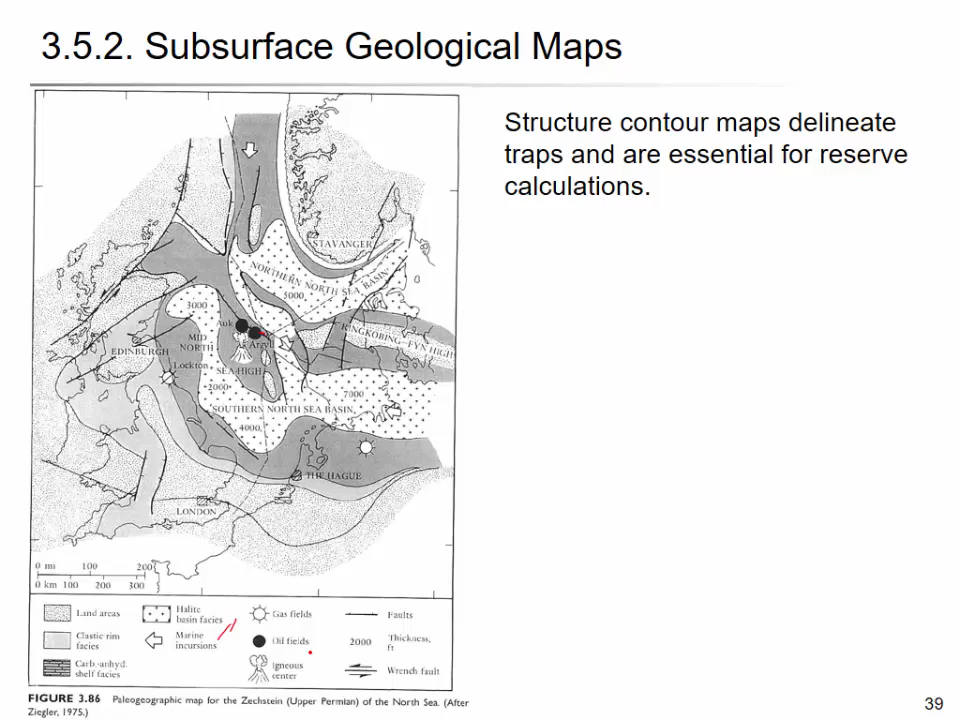 3.5.2. Subsurface Geological Maps
Structure contour maps delineate
traps and are essential for reserve
calculations.
STAVANGER
NORTHERN NORTH SEA BASIN
5000
3000
Auk
Argyll
MID
NORTH
SEA HIGH
RINGKOBING-FYN HIGH
EDINBURGH
Lockton
2000
7000
SOUTHERN NORTH SEA BASIN
4000
THE HAGUE
LONDON
0 mi 100 200
0 km 100 200 300
Land areas
Halite
basin facies
Gas fields
Faults
Clastic rim
facies
Marine
incursions
Oil fields
2000
Thickness,
ft
Carb.-anhyd.
shelf facies
Igneous
center
Wrench fault
FIGURE 3.86 Paleogeographic map for the Zechstein (Upper Permian) of the North Sea. (After
Ziegler, 1975.)
39